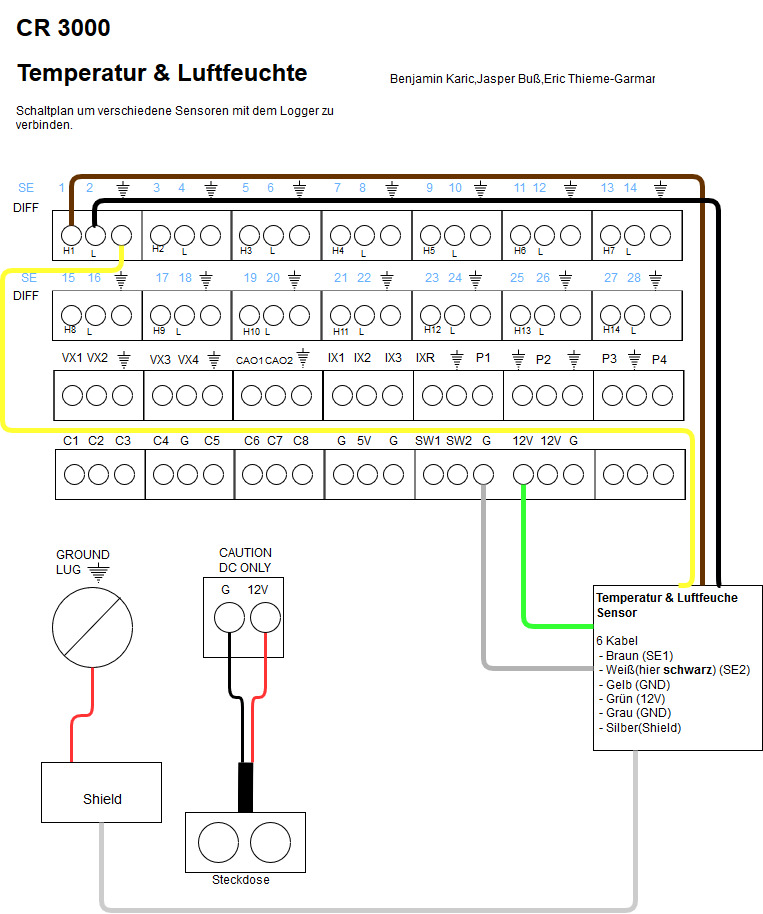 CR 3000
Temperatur & Luftfeuchte
Benjamin Karic,Jasper Buß,Eric Thieme-Garmar
Schaltplan um verschiedene Sensoren mit dem Logger zu
verbinden.
SE 1 2 3 4 5 6 7 8 9 10 11 12 13 14
DIFF
H1 L H2 L H3 L H4 L H5 L H6 L H7 L
SE 15 16 17 18 19 20 21 22 23 24 25 26 27 28
DIFF
H8 L H9 L H10 L H11 L H12 L H13 L H14 L
VX1 VX2 VX3 VX4 CAO1 CAO2 IX1 IX2 IX3 IXR P1 P2 P3 P4
C1 C2 C3 C4 G C5 C6 C7 C8 G 5V G SW1 SW2 G 12V 12V G
GROUND
LUG
CAUTION
DC ONLY
G 12V
Temperatur & Luftfeuche
Sensor
6 Kabel
- Braun (SE1)
- Weiß(hier schwarz) (SE2)
- Gelb (GND)
- Grün (12V)
- Grau (GND)
- Silber(Shield)
Shield
Steckdose